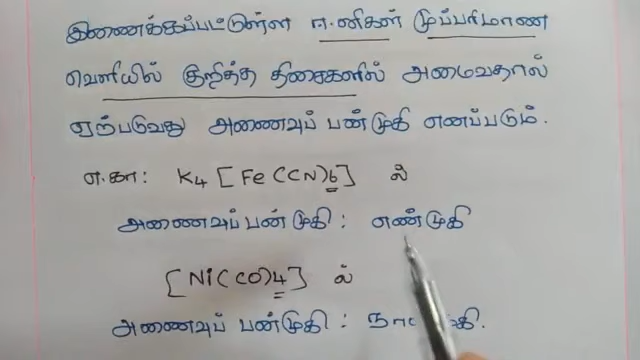 இணைக்கப்பட்டுள்ள ஈ.னிகள் முப்பரிமாண
வெளியில் குறித்த திசைகளில் அமைவதால்
ஏற்படுவது அணைவுப் பன்முகி எனப்படும்.
எ.கா: K4 [Fe(CN)6] ல்
அணைவுப் பன்முகி: எண்முகி
[Ni(CO)4] ல்
அணைவுப் பன்முகி: